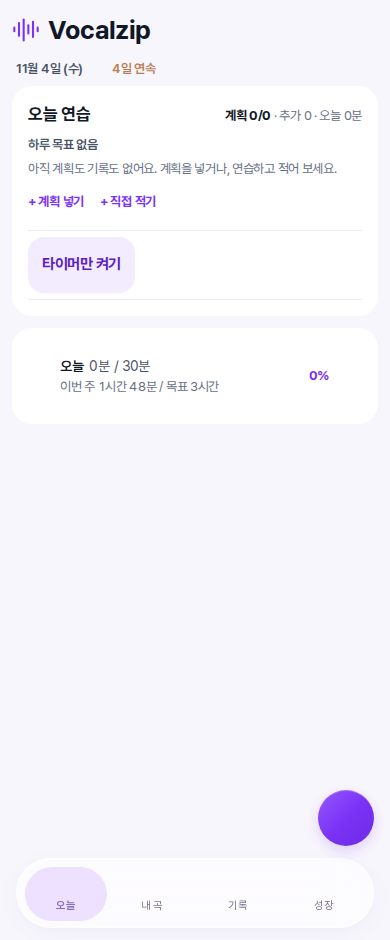 Vocalzip
11월 4일 (수) 4일 연속
오늘 연습 계획 0/0 · 추가 0 · 오늘 0분
하루 목표 없음
아직 계획도 기록도 없어요. 계획을 넣거나, 연습하고 적어 보세요.
+ 계획 넣기 + 직접 적기
타이머만 켜기
오늘 0분 / 30분
이번 주 1시간 48분 / 목표 3시간
0%
오늘 내 곡 기록 성장